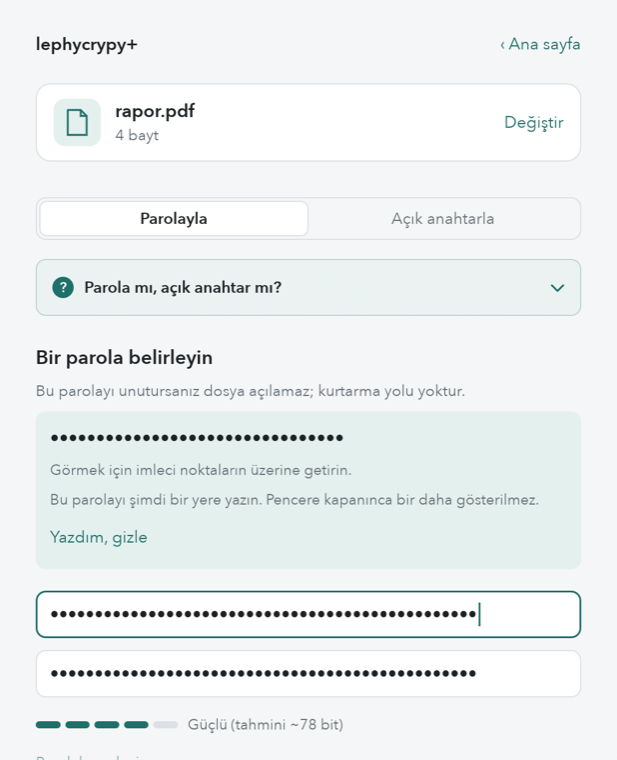 lephycrypy+
‹ Ana sayfa
rapor.pdf
4 bayt
Değiştir
Parolayla
Açık anahtarla
? Parola mı, açık anahtar mı?
Bir parola belirleyin
Bu parolayı unutursanız dosya açılamaz; kurtarma yolu yoktur.
••••••••••••••••••••••••••••••••
Görmek için imleci noktaların üzerine getirin.
Bu parolayı şimdi bir yere yazın. Pencere kapanınca bir daha gösterilmez.
Yazdım, gizle
••••••••••••••••••••••••••••••••••••••••••••••••
••••••••••••••••••••••••••••••••••••••••••••••••
Güçlü (tahmini ~78 bit)